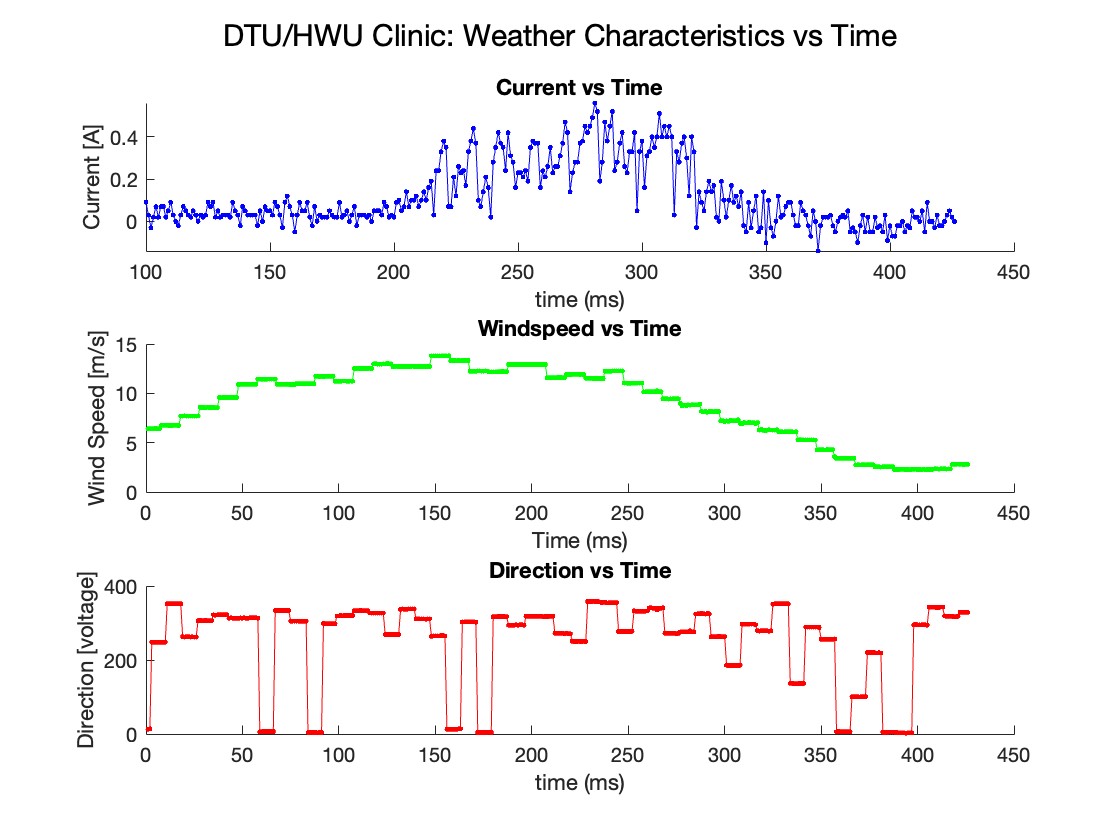 DTU/HWU Clinic: Weather Characteristics vs Time
Current vs Time
Current [A]
0.4
0.2
0
100 150 200 250 300 350 400 450
time (ms)
Windspeed vs Time
Wind Speed [m/s]
15
10
5
0
0 50 100 150 200 250 300 350 400 450
Time (ms)
Direction vs Time
Direction [voltage]
400
200
0
0 50 100 150 200 250 300 350 400 450
time (ms)